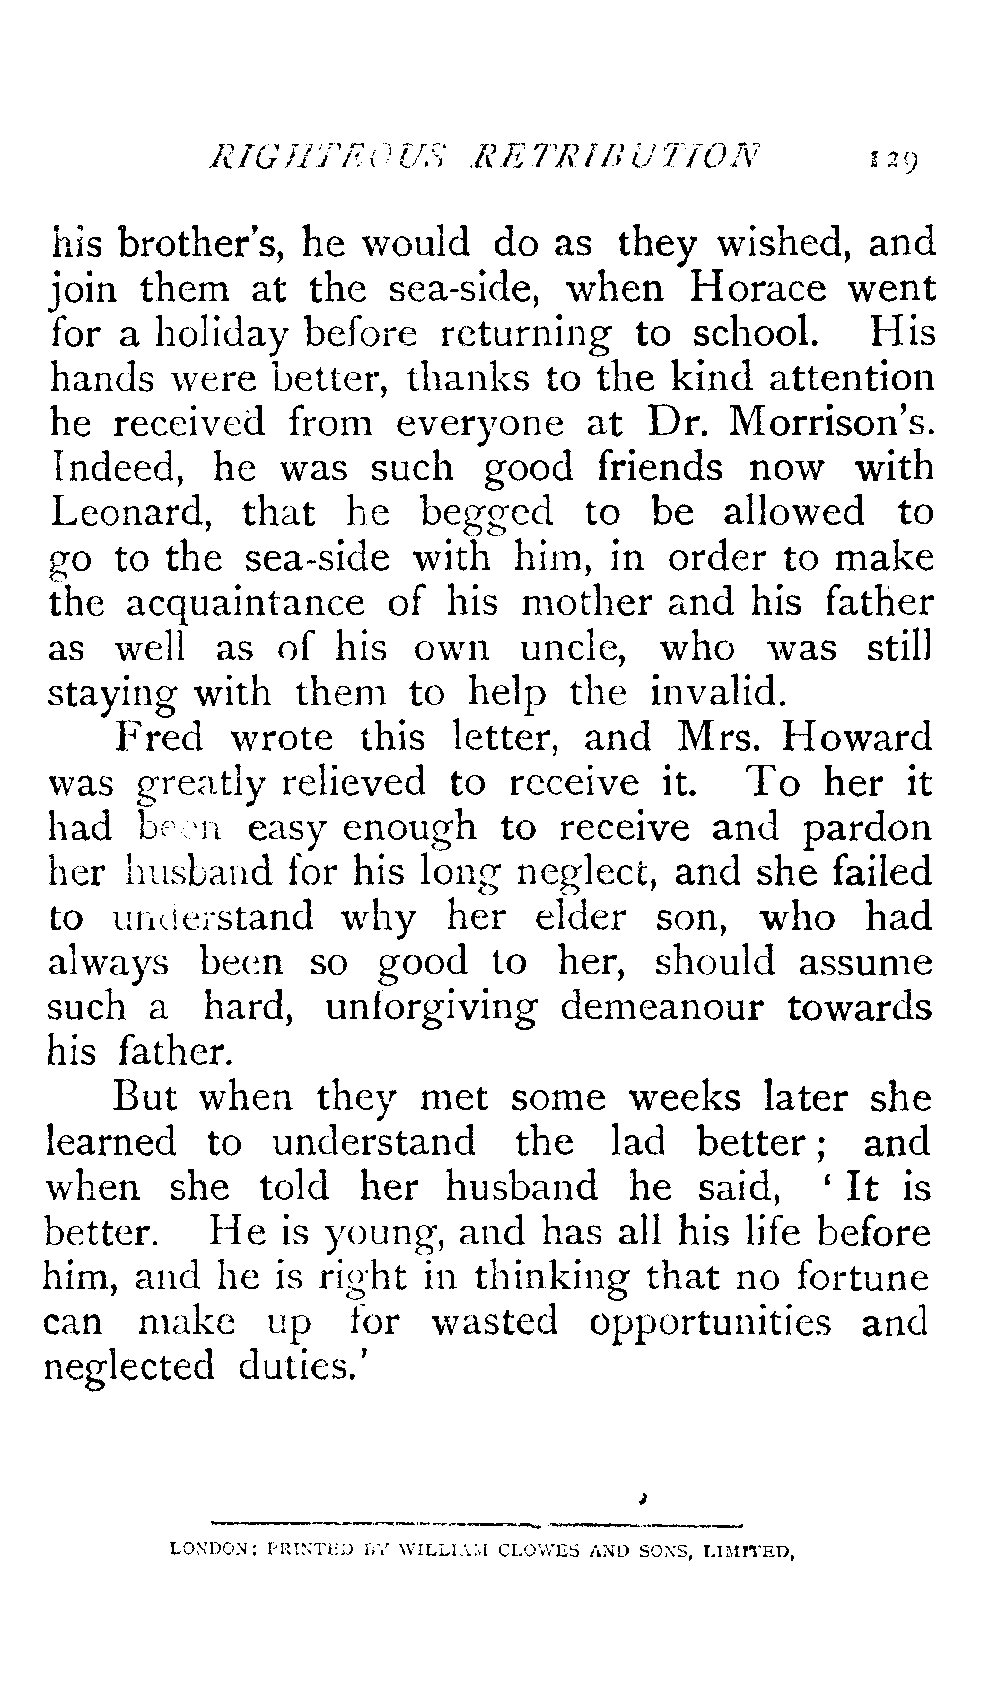 RIGHTEOUS RETRIBUTION 129
his brother's, he would do as they wished, and
join them at the sea-side, when Horace went
for a holiday before returning to school. His
hands were better, thanks to the kind attention
he received from everyone at Dr. Morrison's.
Indeed, he was such good friends now with
Leonard, that he begged to be allowed to
go to the sea-side with him, in order to make
the acquaintance of his mother and his father
as well as of his own uncle, who was still
staying with them to help the invalid.
Fred wrote this letter, and Mrs. Howard
was greatly relieved to receive it. To her it
had been easy enough to receive and pardon
her husband for his long neglect, and she failed
to understand why her elder son, who had
always been so good to her, should assume
such a hard, unforgiving demeanour towards
his father.
But when they met some weeks later she
learned to understand the lad better ; and
when she told her husband he said, ‘ It is
better. He is young, and has all his life before
him, and he is right in thinking that no fortune
can make up for wasted opportunities and
neglected duties.’
LONDON: PRINTED BY WILLIAM CLOWES AND SONS, LIMITED,